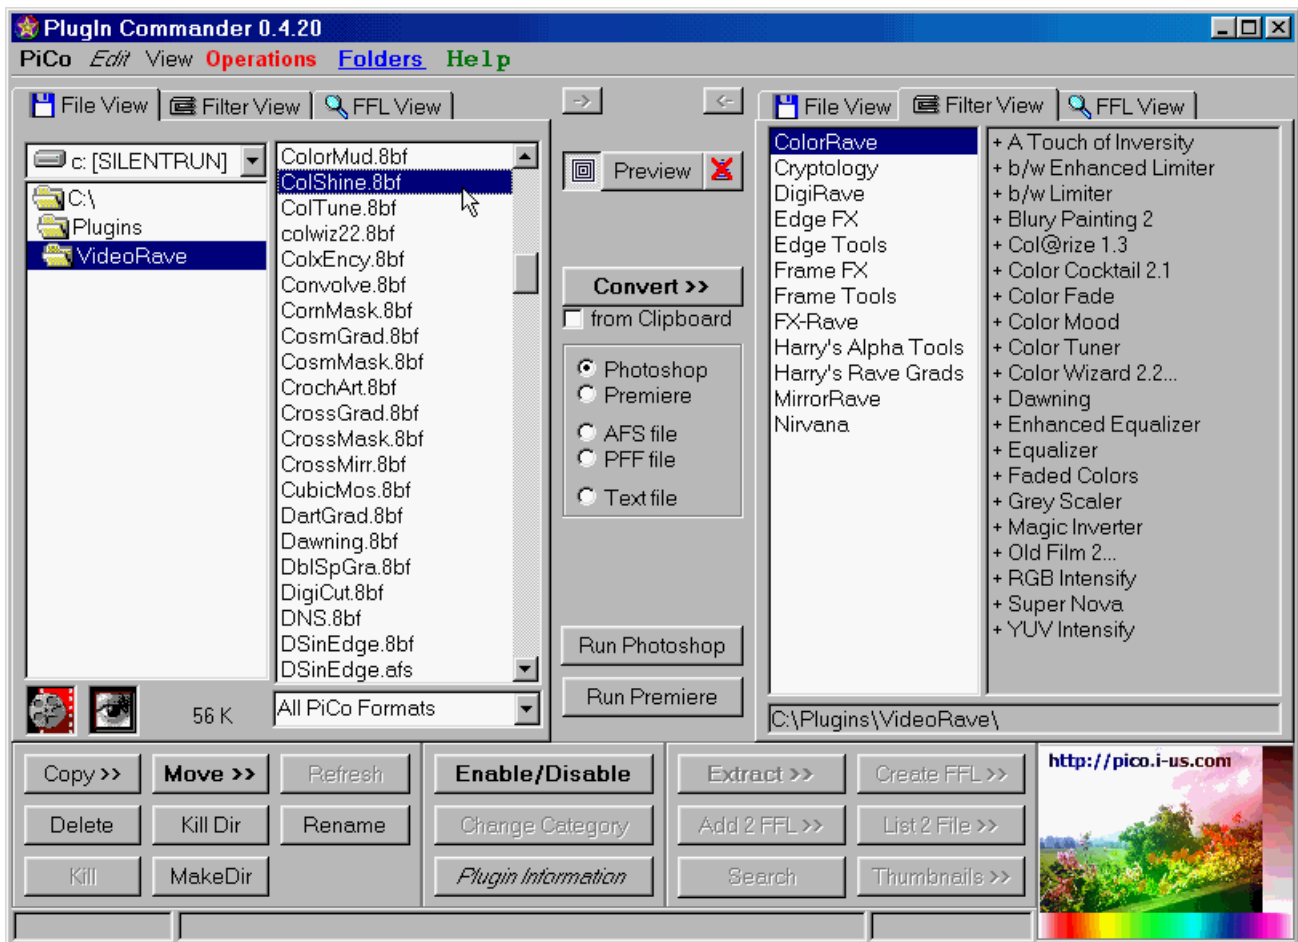 PlugIn Commander 0.4.20
PiCo Edit View Operations Folders Help
File View Filter View FFL View
c: [SILENTRUN]
C:\
Plugins
VideoRave
ColorMud.8bf
ColShine.8bf
ColTune.8bf
colwiz22.8bf
ColxEncy.8bf
Convolve.8bf
CornMask.8bf
CosmGrad.8bf
CosmMask.8bf
CrochArt.8bf
CrossGrad.8bf
CrossMask.8bf
CrossMirr.8bf
CubicMos.8bf
DartGrad.8bf
Dawning.8bf
DblSpGra.8bf
DigiCut.8bf
DNS.8bf
DSinEdge.8bf
DSinEdge.afs
56 K
All PiCo Formats
->
<-
Preview
Convert >>
from Clipboard
Photoshop
Premiere
AFS file
PFF file
Text file
Run Photoshop
Run Premiere
File View Filter View FFL View
ColorRave
Cryptology
DigiRave
Edge FX
Edge Tools
Frame FX
Frame Tools
FX-Rave
Harry's Alpha Tools
Harry's Rave Grads
MirrorRave
Nirvana
+ A Touch of Inversity
+ b/w Enhanced Limiter
+ b/w Limiter
+ Blury Painting 2
+ Col@rize 1.3
+ Color Cocktail 2.1
+ Color Fade
+ Color Mood
+ Color Tuner
+ Color Wizard 2.2...
+ Dawning
+ Enhanced Equalizer
+ Equalizer
+ Faded Colors
+ Grey Scaler
+ Magic Inverter
+ Old Film 2...
+ RGB Intensify
+ Super Nova
+ YUV Intensify
C:\Plugins\VideoRave\
Copy >> Move >> Refresh Enable/Disable Extract >> Create FFL >>
Delete Kill Dir Rename Change Category Add 2 FFL >> List 2 File >>
Kill MakeDir Plugin Information Search Thumbnails >>
http://pico.i-us.com